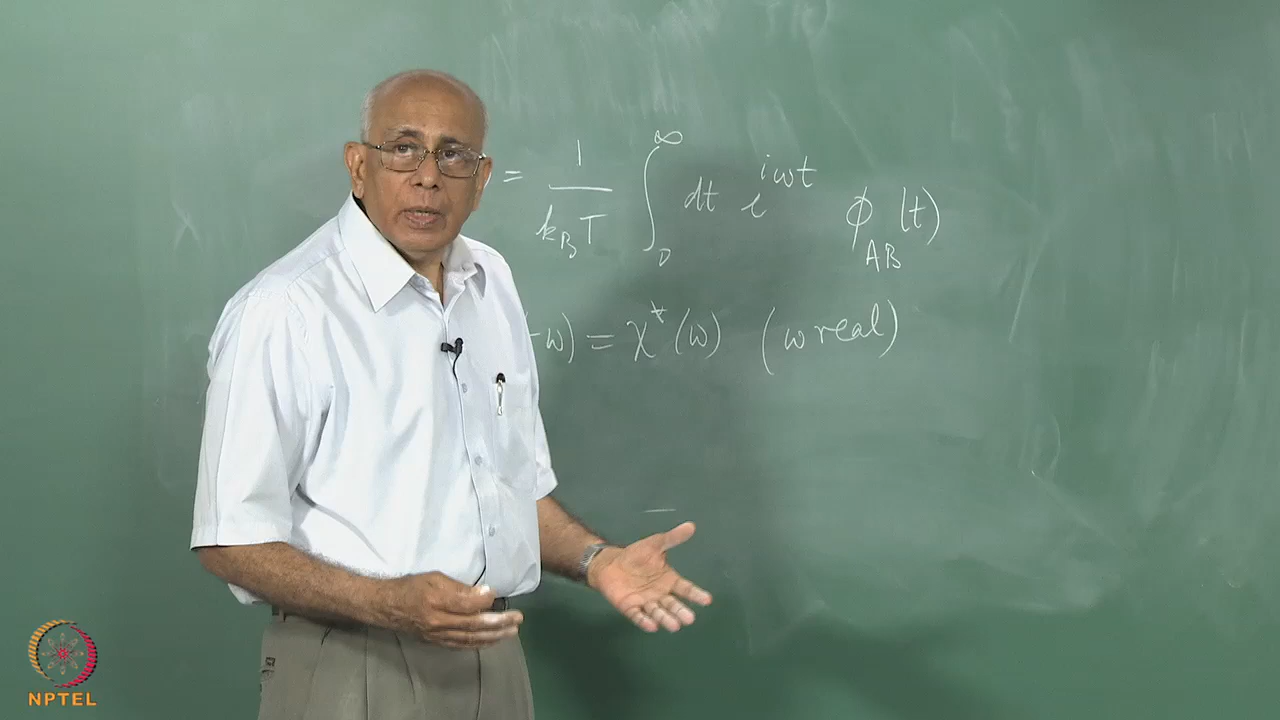 ) = 1/(k_B T) ∫_0^∞ dt e^{iωt} ϕ_AB (t)
-ω) = χ*(ω) (ω real)
NPTEL